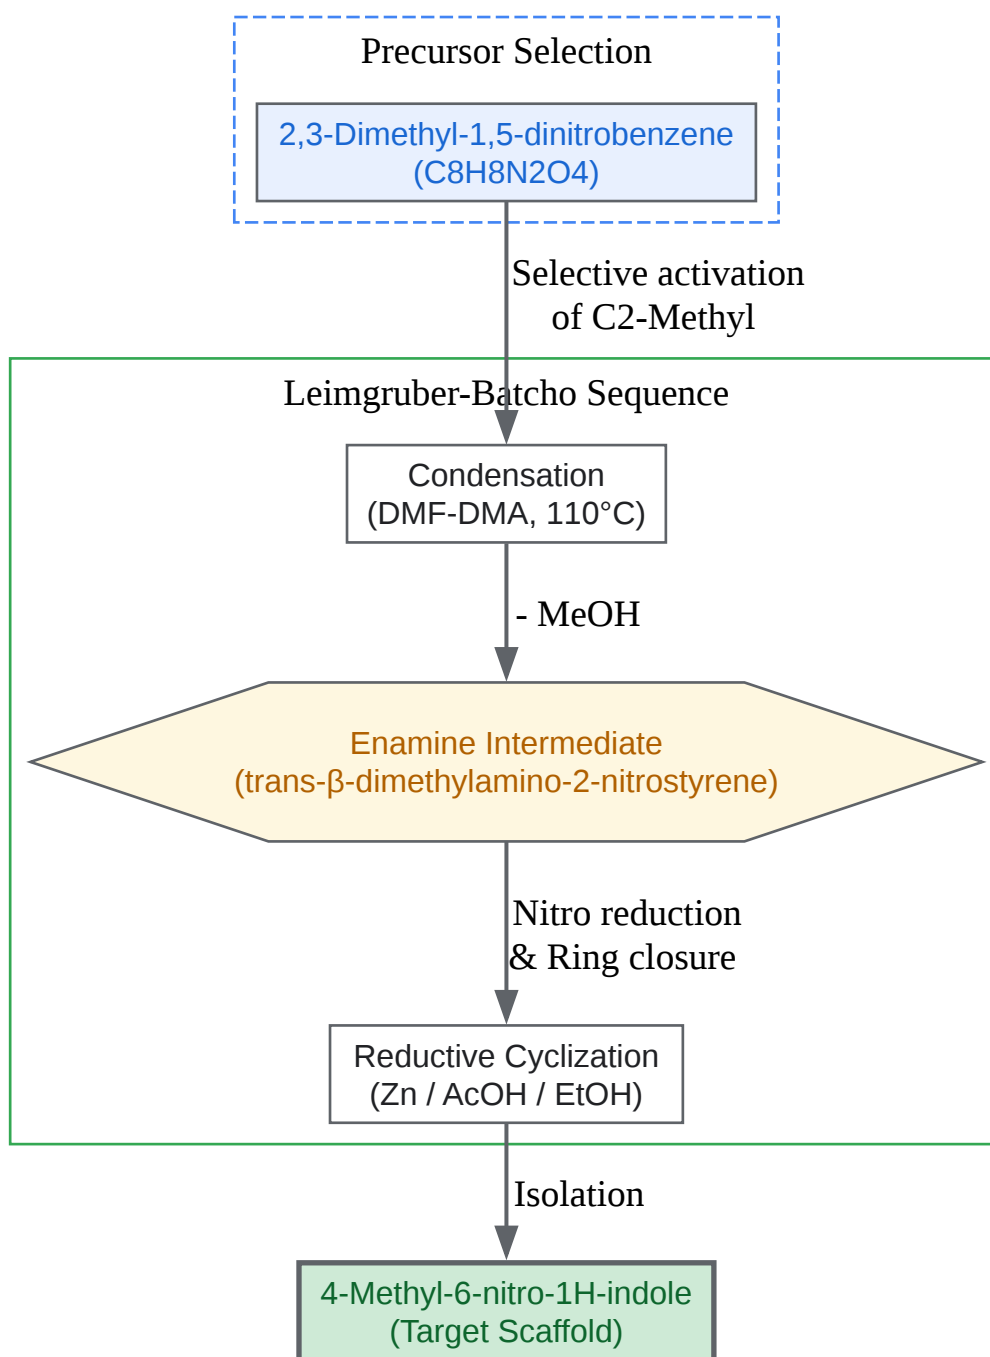 Precursor Selection
2,3-Dimethyl-1,5-dinitrobenzene
(C8H8N2O4)
Selective activation
of C2-Methyl
Leimgruber-Batcho Sequence
Condensation
(DMF-DMA, 110°C)
- MeOH
Enamine Intermediate
(trans-β-dimethylamino-2-nitrostyrene)
Nitro reduction
& Ring closure
Reductive Cyclization
(Zn / AcOH / EtOH)
Isolation
4-Methyl-6-nitro-1H-indole
(Target Scaffold)